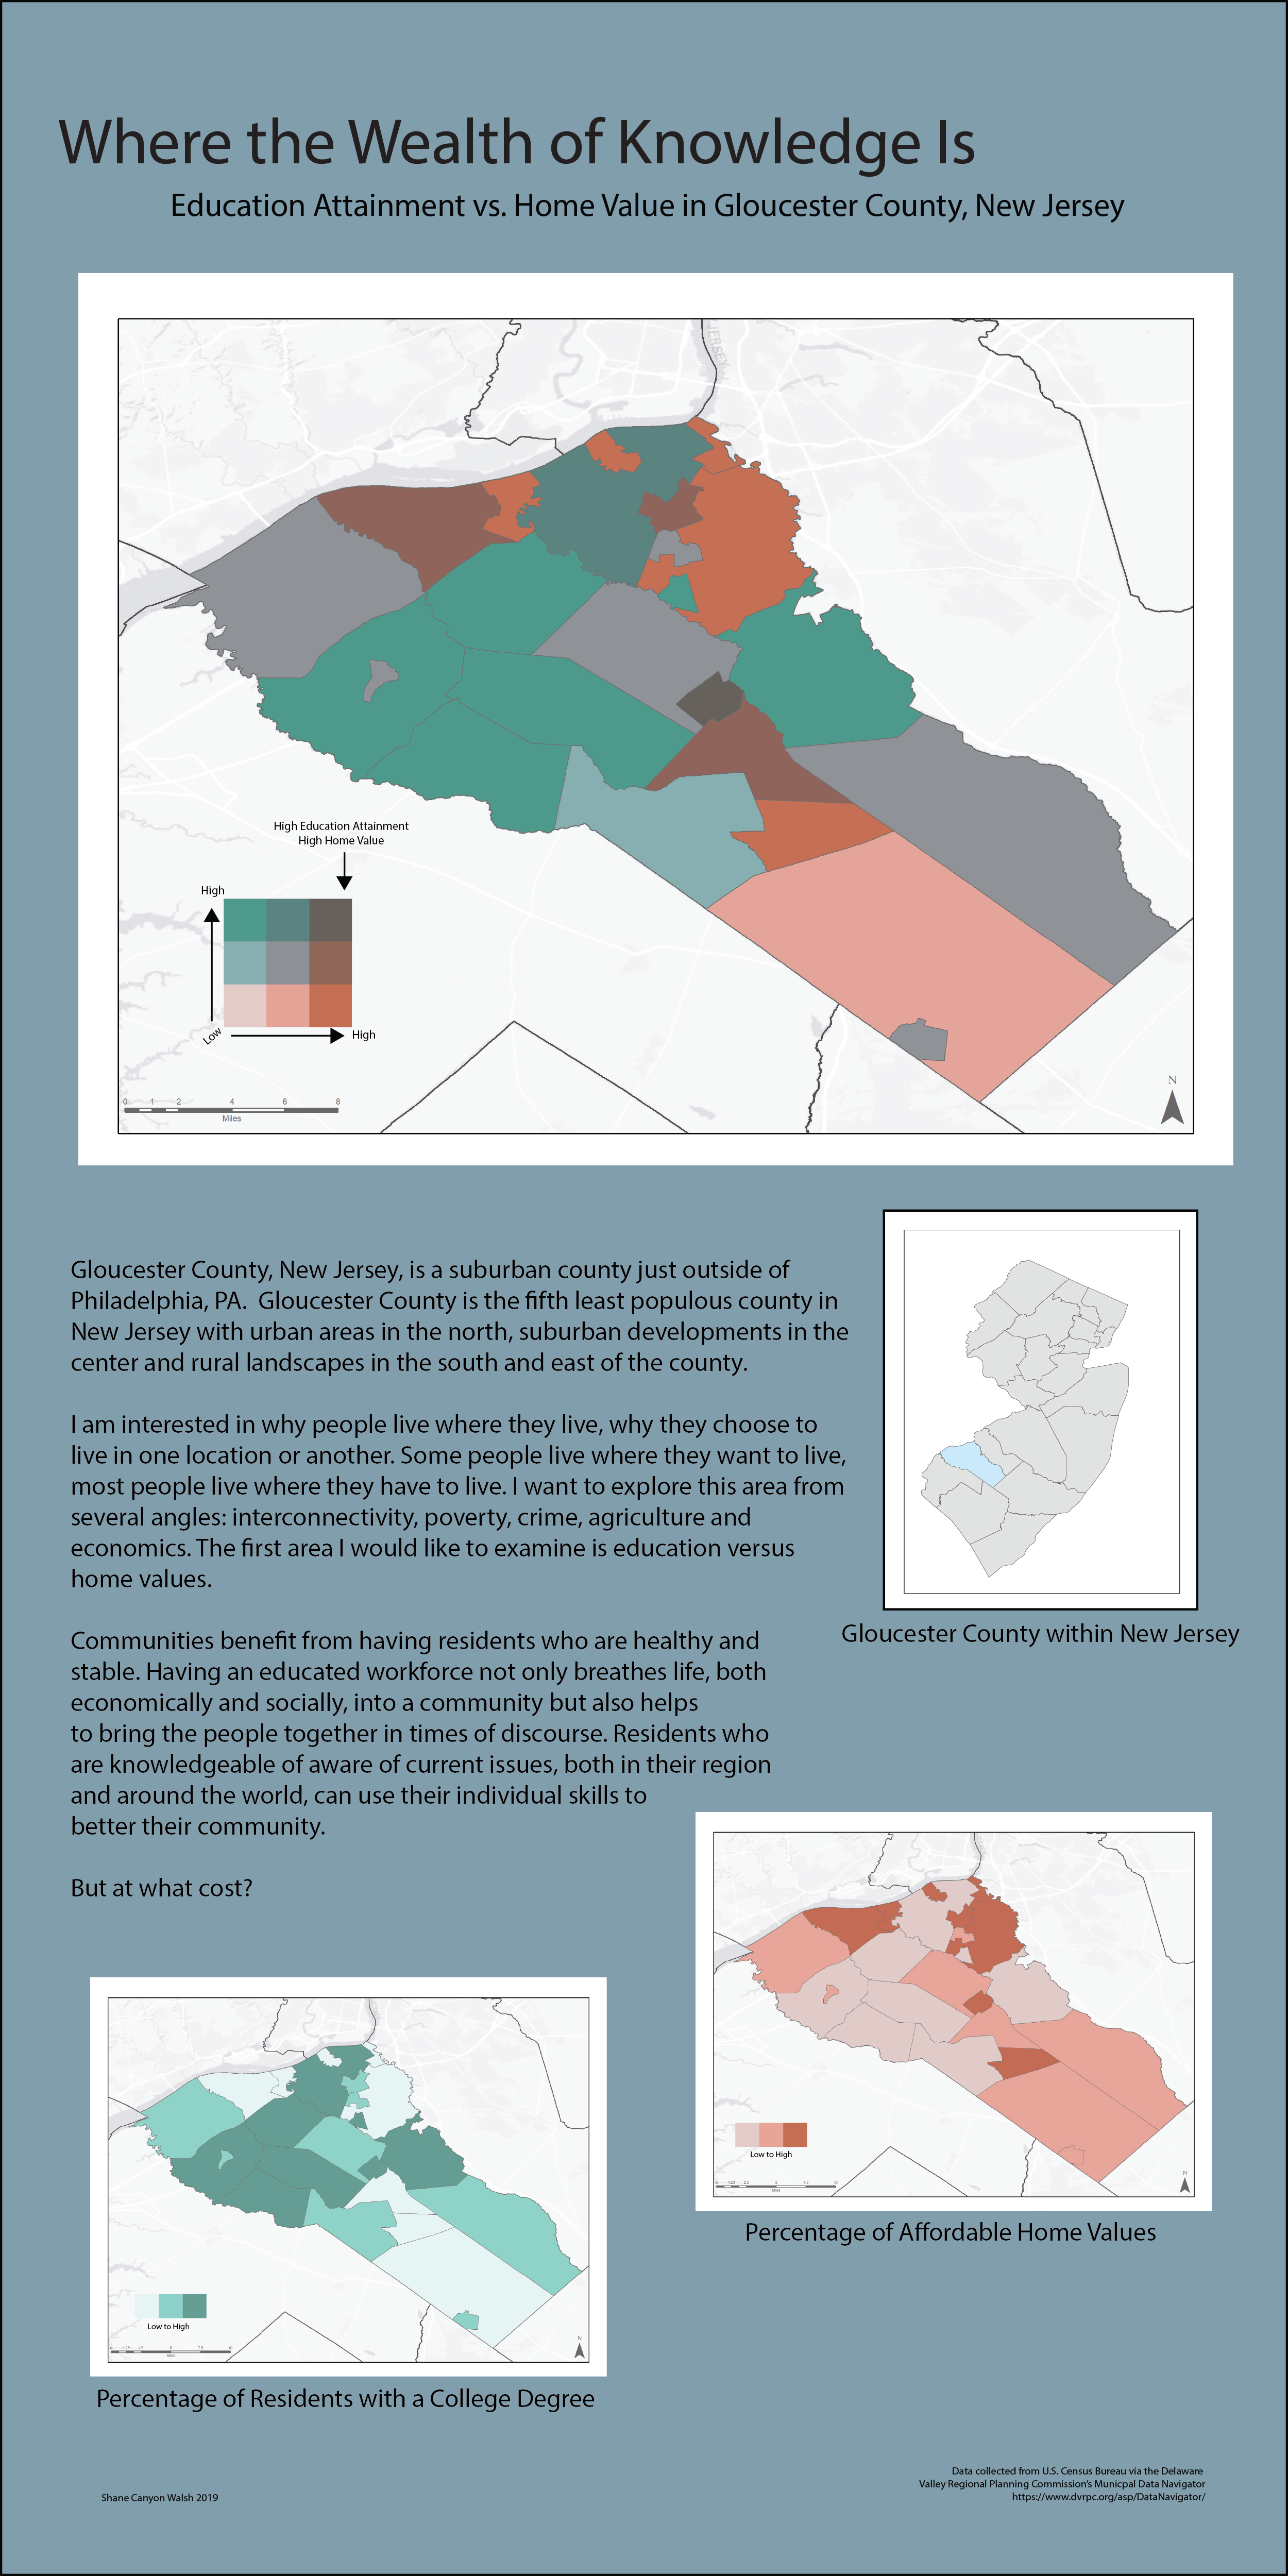 Where the Wealth of Knowledge Is
Education Attainment vs. Home Value in Gloucester County, New Jersey
JERSEY
High Education Attainment
High Home Value
High
Low
High
0 1 2 4 6 8
Miles
N
Gloucester County, New Jersey, is a suburban county just outside of
Philadelphia, PA. Gloucester County is the fifth least populous county in
New Jersey with urban areas in the north, suburban developments in the
center and rural landscapes in the south and east of the county.
I am interested in why people live where they live, why they choose to
live in one location or another. Some people live where they want to live,
most people live where they have to live. I want to explore this area from
several angles: interconnectivity, poverty, crime, agriculture and
economics. The first area I would like to examine is education versus
home values.
Communities benefit from having residents who are healthy and
stable. Having an educated workforce not only breathes life, both
economically and socially, into a community but also helps
to bring the people together in times of discourse. Residents who
are knowledgeable of aware of current issues, both in their region
and around the world, can use their individual skills to
better their community.
But at what cost?
Gloucester County within New Jersey
Low to High
N
Percentage of Affordable Home Values
Low to High
N
Percentage of Residents with a College Degree
Shane Canyon Walsh 2019
Data collected from U.S. Census Bureau via the Delaware
Valley Regional Planning Commission's Municpal Data Navigator
https://www.dvrpc.org/asp/DataNavigator/